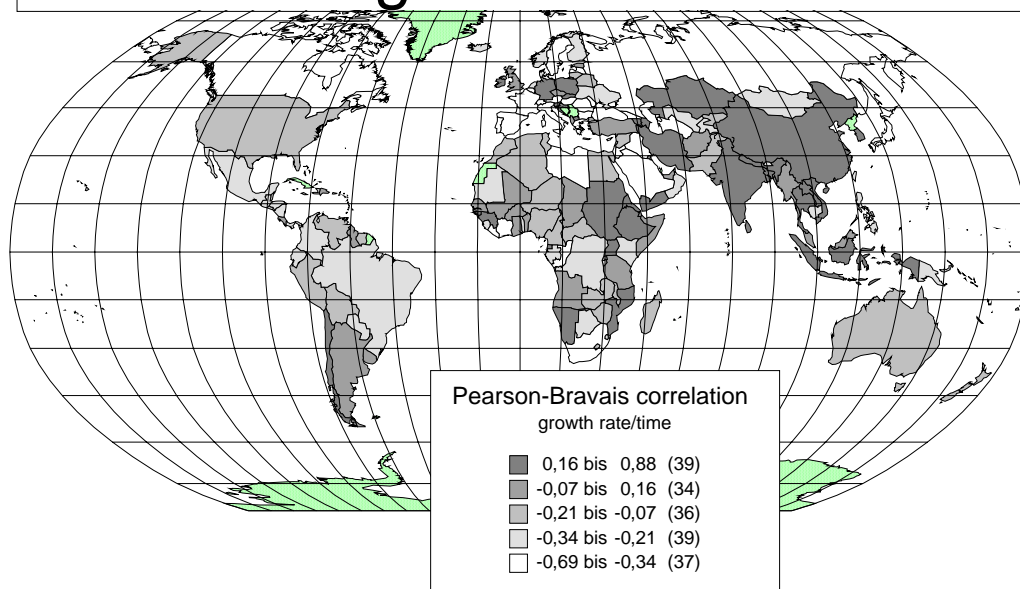 Pearson-Bravais correlation
growth rate/time
0,16 bis 0,88 (39)
-0,07 bis 0,16 (34)
-0,21 bis -0,07 (36)
-0,34 bis -0,21 (39)
-0,69 bis -0,34 (37)